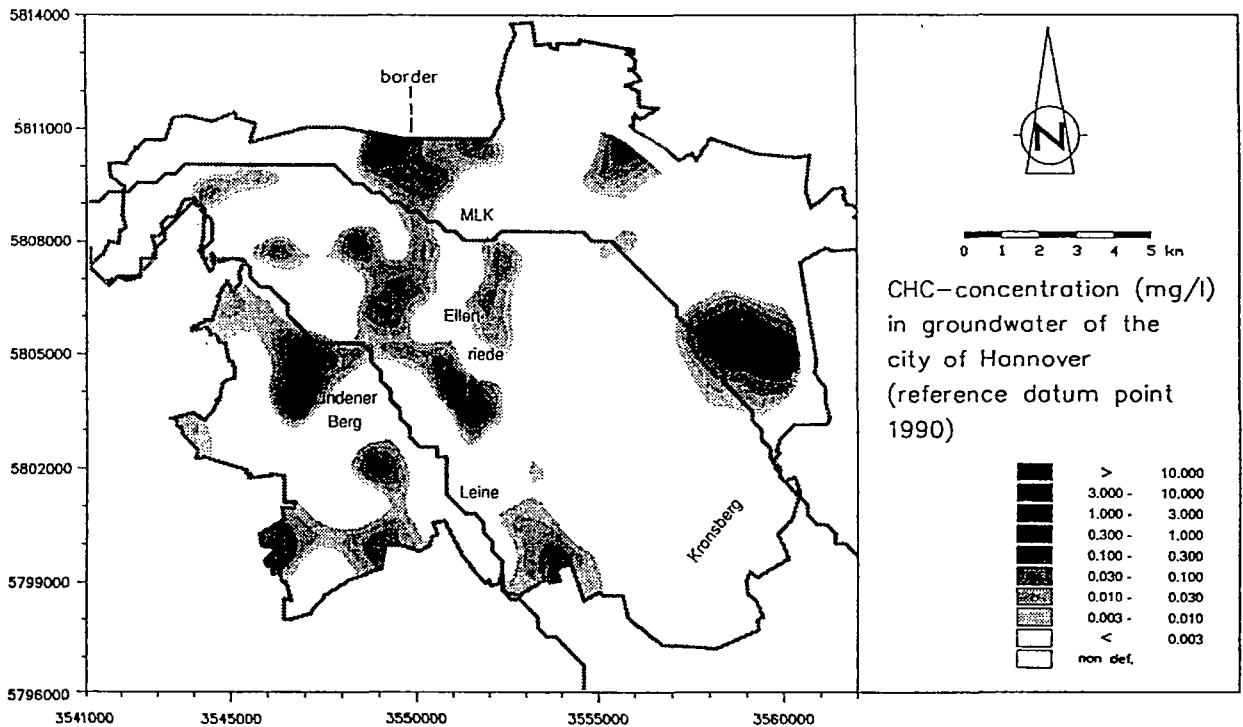 5814000
5811000
5808000
5805000
5802000
5799000
5796000
3541000 3545000 3550000 3555000 3560000
border
MLK
Eilen
riede
indener
Berg
Leine
Kronsberg
N
0 1 2 3 4 5 km
CHC-concentration (mg/l)
in groundwater of the
city of Hannover
(reference datum point
1990)
> 10.000
3.000 - 10.000
1.000 - 3.000
0.300 - 1.000
0.100 - 0.300
0.030 - 0.100
0.010 - 0.030
0.003 - 0.010
< 0.003
non def.